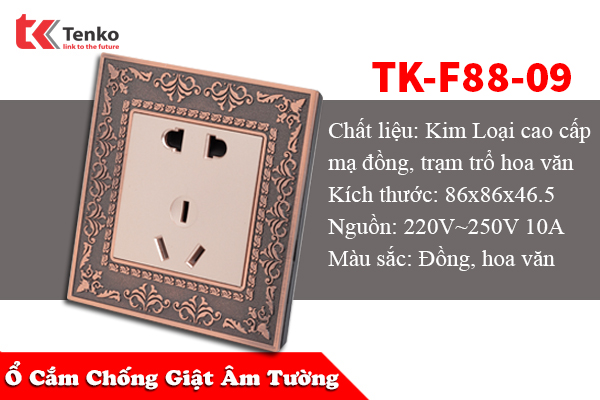 Tenko
link to the future
TK-F88-09
Chất liệu: Kim Loại cao cấp
mạ đồng, trạm trổ hoa văn
Kích thước: 86x86x46.5
Nguồn: 220V~250V 10A
Màu sắc: Đồng, hoa văn
Ổ Cắm Chống Giật Âm Tường